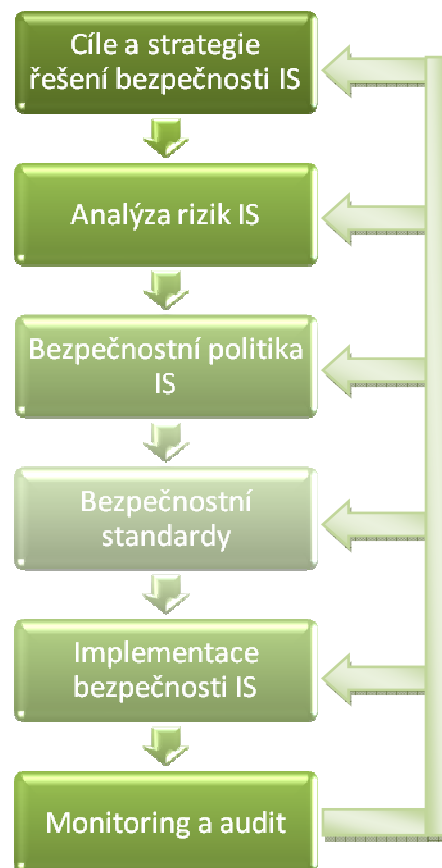 Cíle a strategie
řešení bezpečnosti IS
Analýza rizik IS
Bezpečnostní politika
IS
Bezpečnostní
standardy
Implementace
bezpečnosti IS
Monitoring a audit